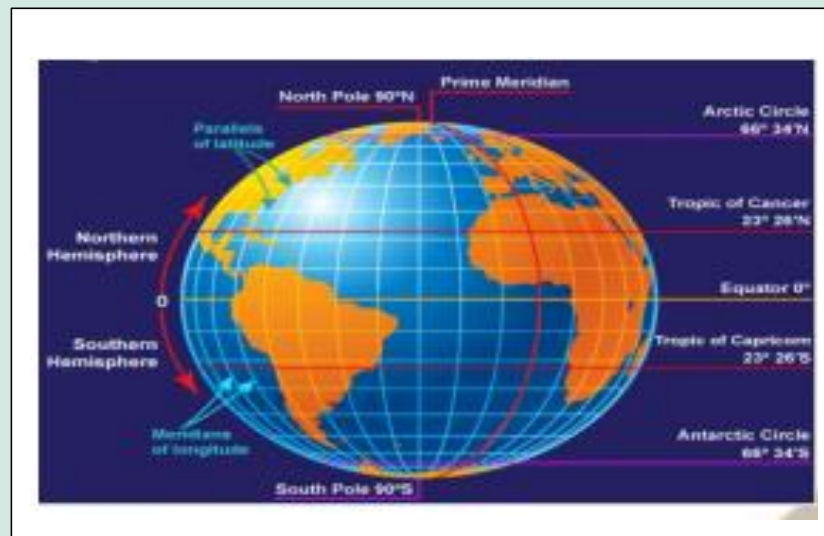 Prime Meridian
North Pole 90°N
Arctic Circle
66° 34'N
Parallels
of latitude
Tropic of Cancer
23° 26'N
Northern
Hemisphere
0
Equator 0°
Southern
Hemisphere
Tropic of Capricorn
23° 26'S
Meridians
of longitude
Antarctic Circle
66° 34'S
South Pole 90°S